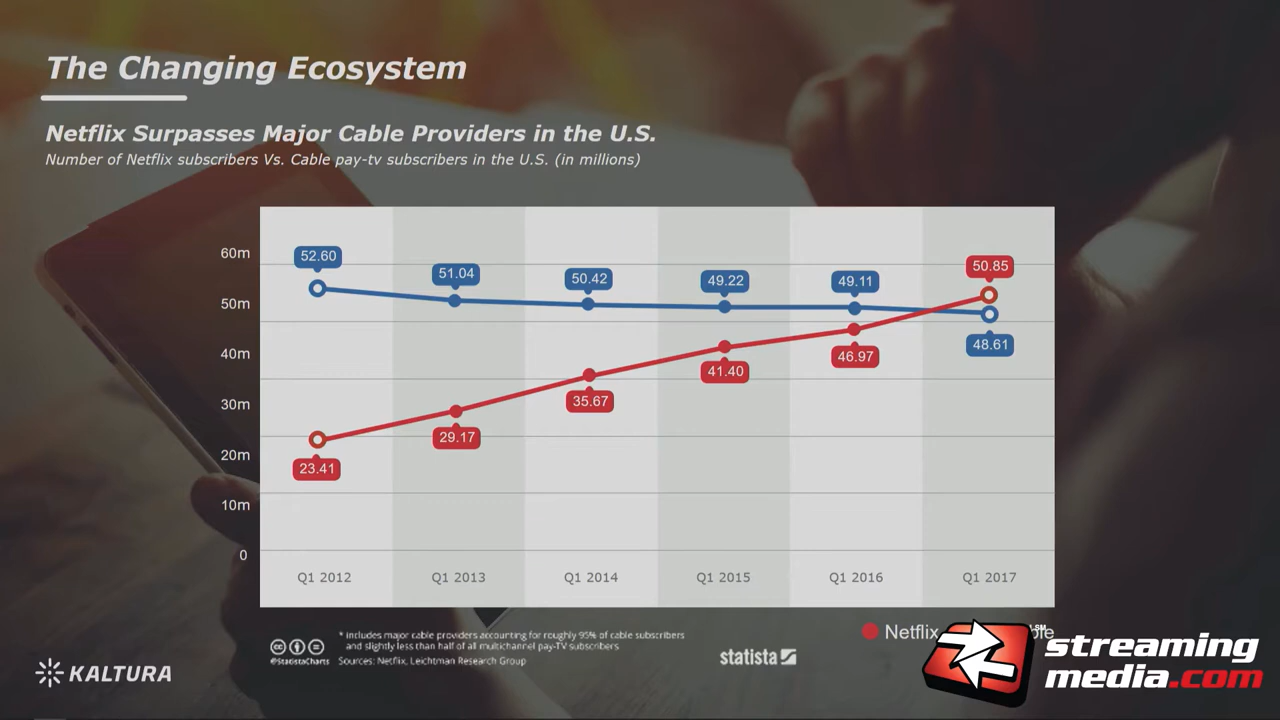 The Changing Ecosystem
Netflix Surpasses Major Cable Providers in the U.S.
Number of Netflix subscribers Vs. Cable pay-tv subscribers in the U.S. (in millions)
60m
50m
40m
30m
20m
10m
0
52.60
51.04
50.42
49.22
49.11
50.85
48.61
46.97
41.40
35.67
29.17
23.41
Q1 2012
Q1 2013
Q1 2014
Q1 2015
Q1 2016
Q1 2017
* Includes major cable providers accounting for roughly 95% of cable subscribers
and slightly less than half of all multichannel pay-TV subscribers
@StatistaCharts Sources: Netflix, Leichtman Research Group
statista
Netflix
KALTURA
streaming
media.com